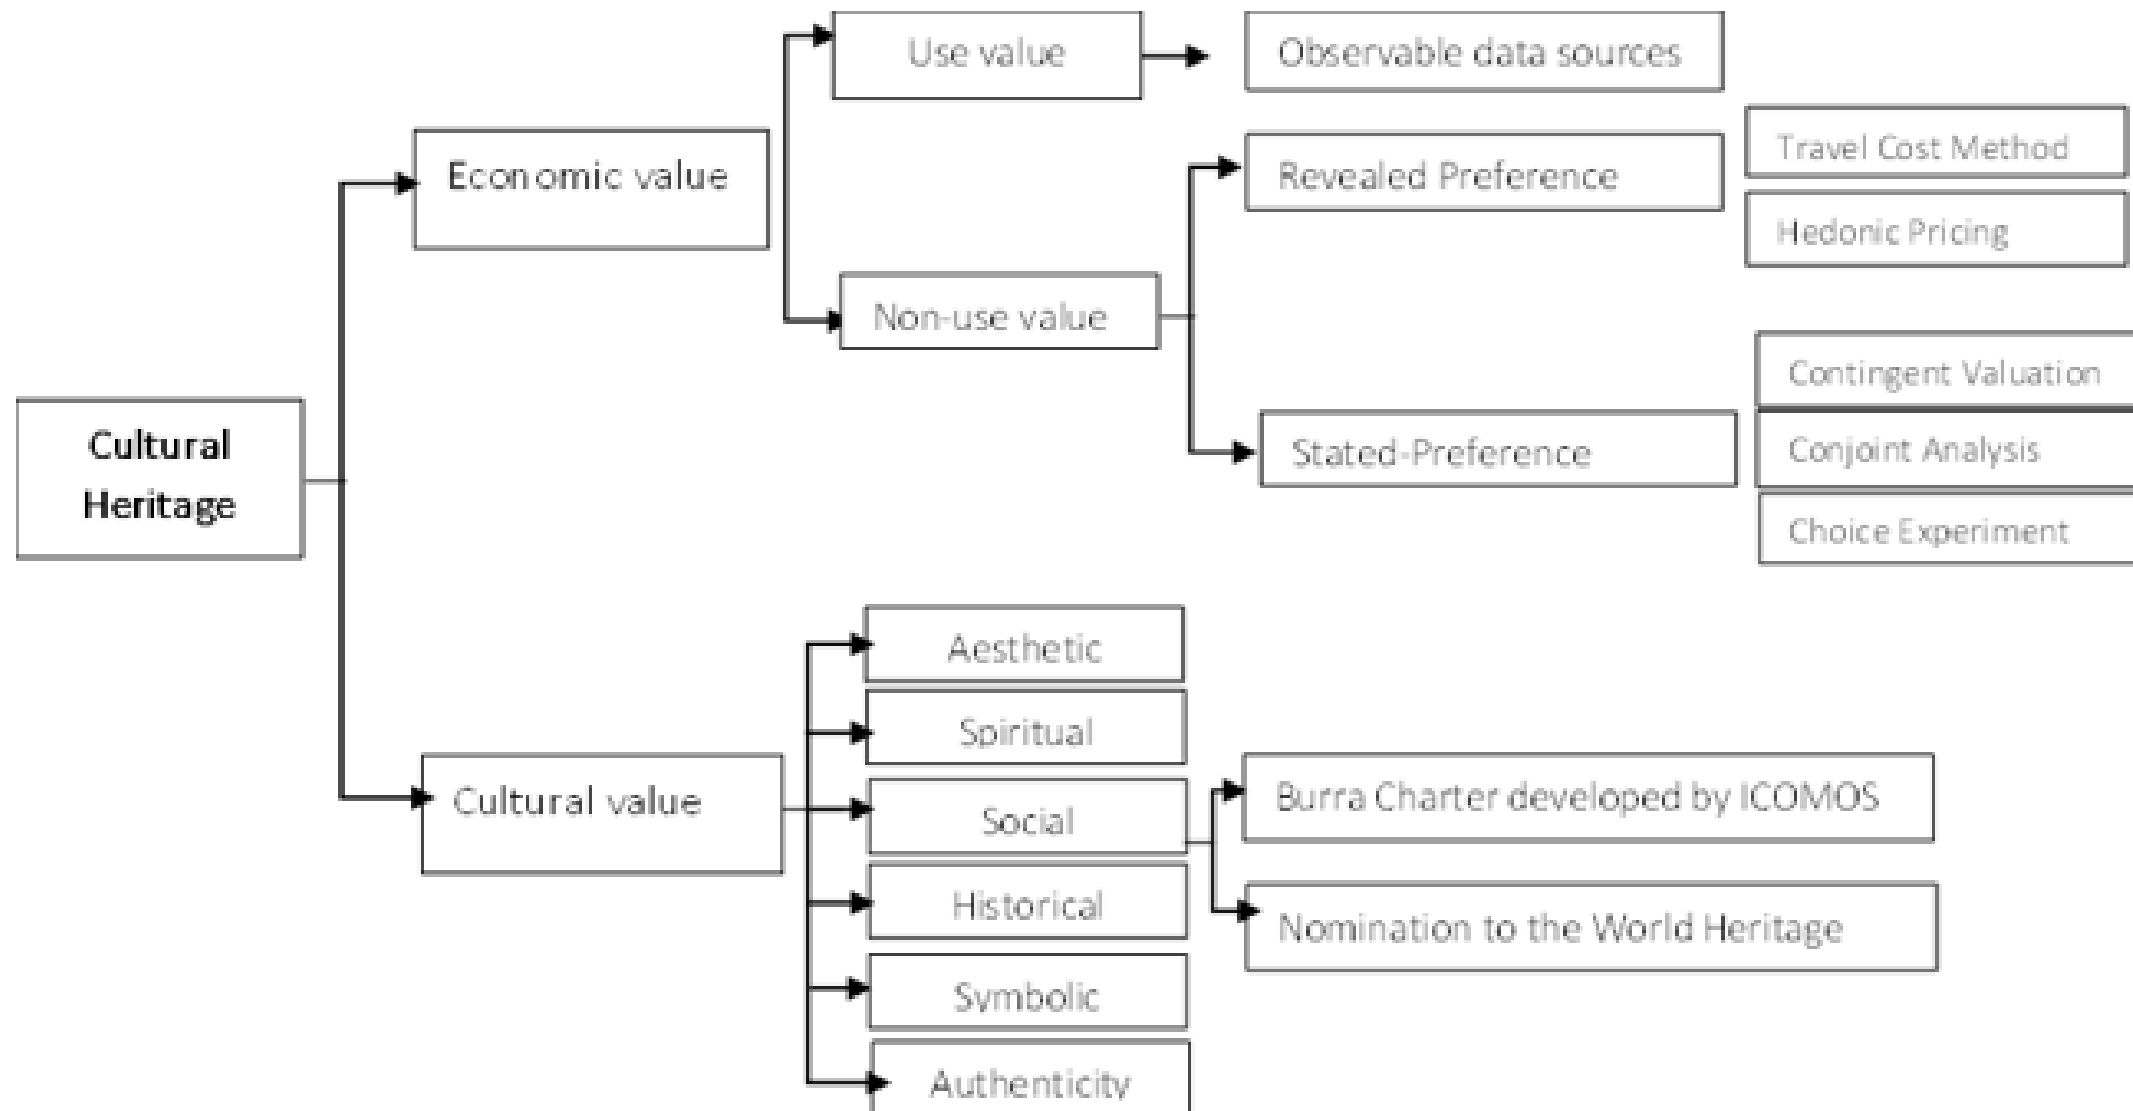 Use value
Observable data sources
Economic value
Revealed Preference
Travel Cost Method
Hedonic Pricing
Non-use value
Contingent Valuation
Cultural
Heritage
Stated-Preference
Conjoint Analysis
Choice Experiment
Aesthetic
Spiritual
Cultural value
Social
Burra Charter developed by ICOMOS
Historical
Nomination to the World Heritage
Symbolic
Authenticity